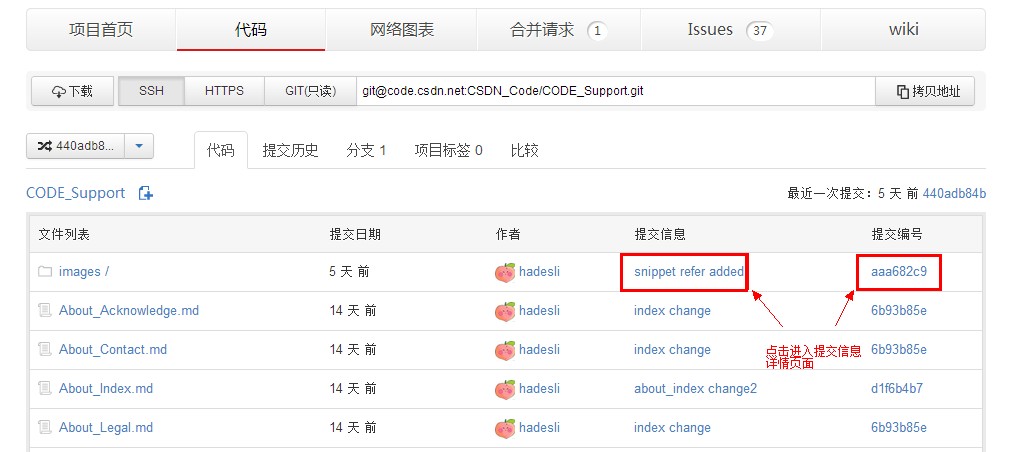 项目首页 代码 网络图表 合并请求 1 Issues 37 wiki
下载 SSH HTTPS GIT(只读) git@code.csdn.net:CSDN_Code/CODE_Support.git 拷贝地址
440adb8... 代码 提交历史 分支 1 项目标签 0 比较
CODE_Support 最近一次提交：5 天 前 440adb84b
文件列表 提交日期 作者 提交信息 提交编号
images / 5 天 前 hadesli snippet refer added aaa682c9
About_Acknowledge.md 14 天 前 hadesli index change 6b93b85e
About_Contact.md 14 天 前 hadesli index change 6b93b85e
点击进入提交信息
详情页面
About_Index.md 14 天 前 hadesli about_index change2 d1f6b4b7
About_Legal.md 14 天 前 hadesli index change 6b93b85e